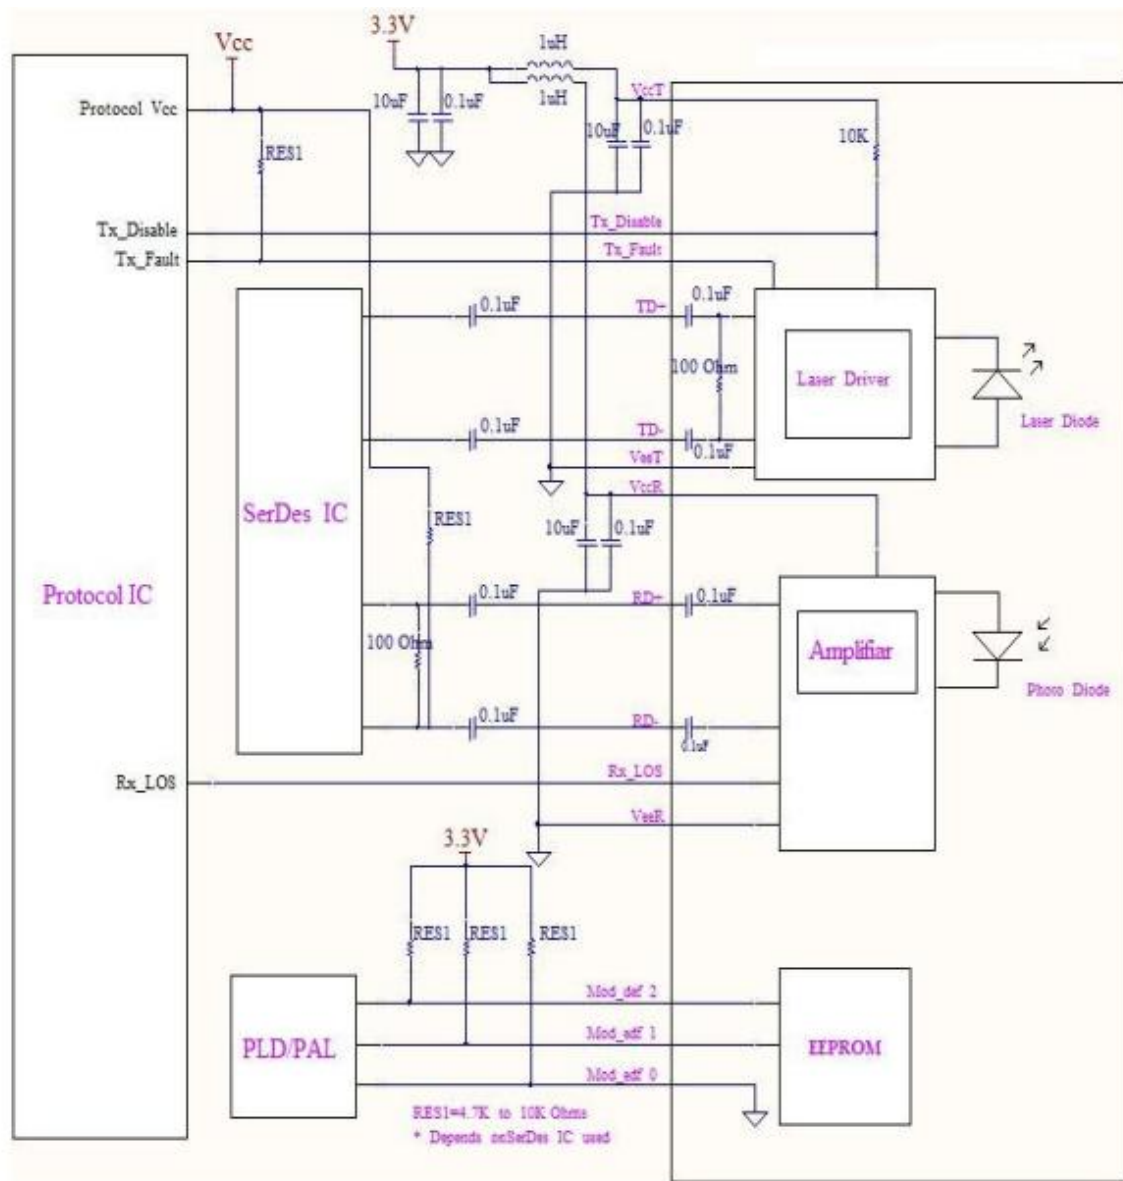 3.3V
1uH
Vcc
1uH
VccT
Protocol Vcc
10uF
0.1uF
10uF
0.1uF
10K
RES1
Tx_Disable
Tx_Disable
Tx_Fault
Tx_Fault
0.1uF
TD+
0.1uF
100 Ohm
Laser Driver
Laser Diode
0.1uF
TD-
0.1uF
VeeT
VccR
SerDes IC
RES1
10uF
0.1uF
Protocol IC
0.1uF
RD+
0.1uF
100 Ohm
Amplifiar
Photo Diode
0.1uF
RD-
0.1uF
Rx_LOS
Rx_LOS
VeeR
3.3V
RES1
RES1
RES1
Mod_def 2
PLD/PAL
Mod_edf 1
EEPROM
Mod_edf 0
RES1=4.7K to 10K Ohms
* Depends onSerDes IC used